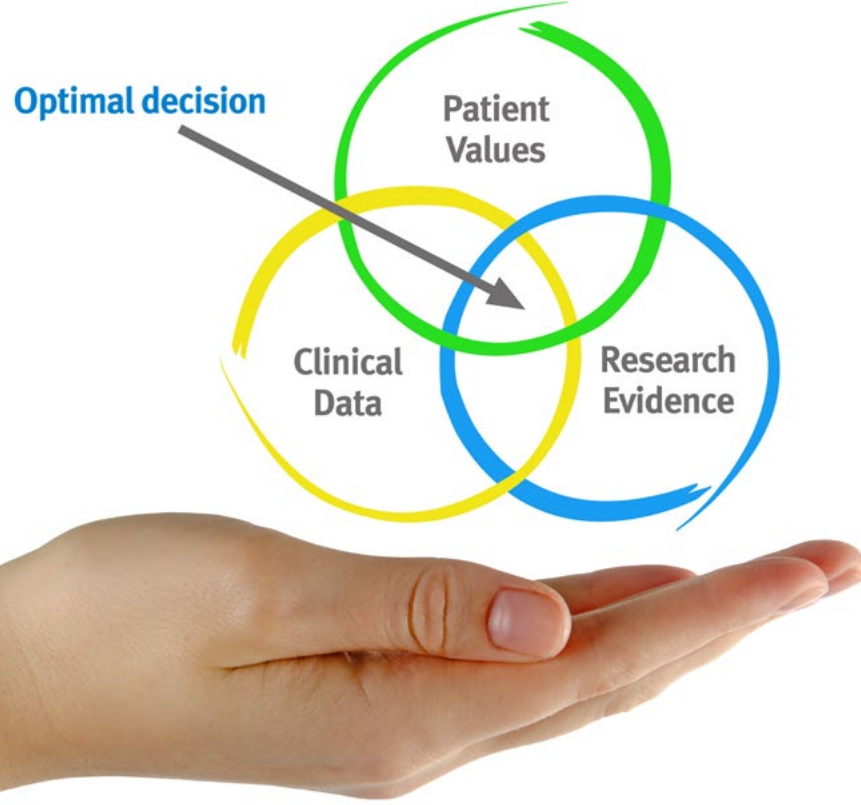 Optimal decision
Patient
Values
Clinical
Data
Research
Evidence